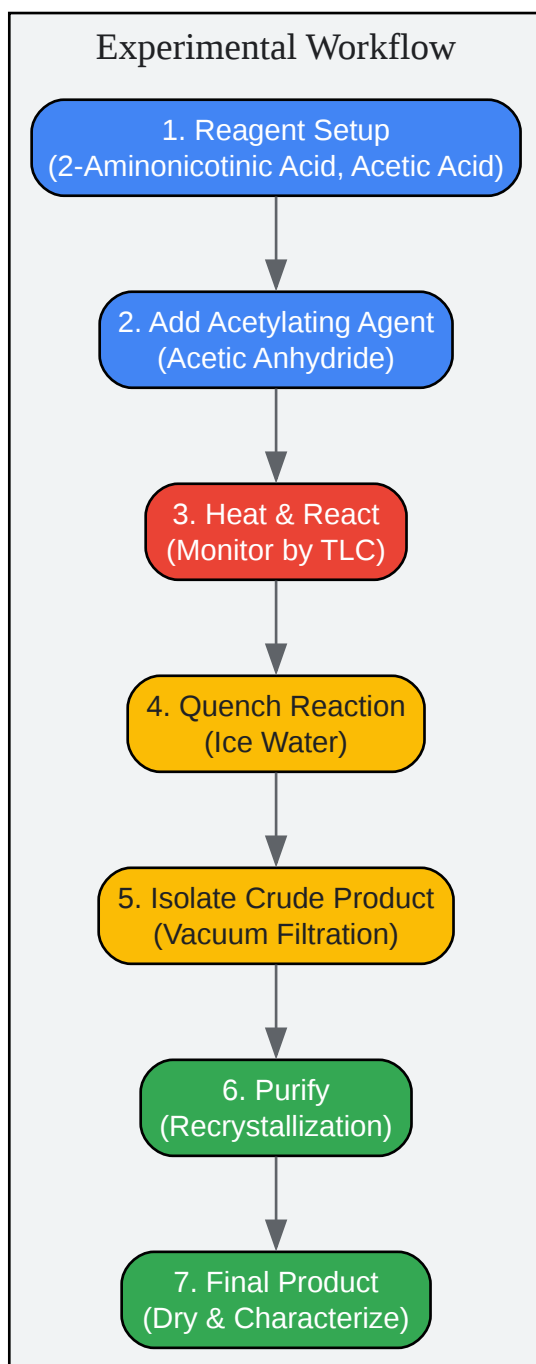 Experimental Workflow
1. Reagent Setup
(2-Aminonicotinic Acid, Acetic Acid)
2. Add Acetylating Agent
(Acetic Anhydride)
3. Heat & React
(Monitor by TLC)
4. Quench Reaction
(Ice Water)
5. Isolate Crude Product
(Vacuum Filtration)
6. Purify
(Recrystallization)
7. Final Product
(Dry & Characterize)